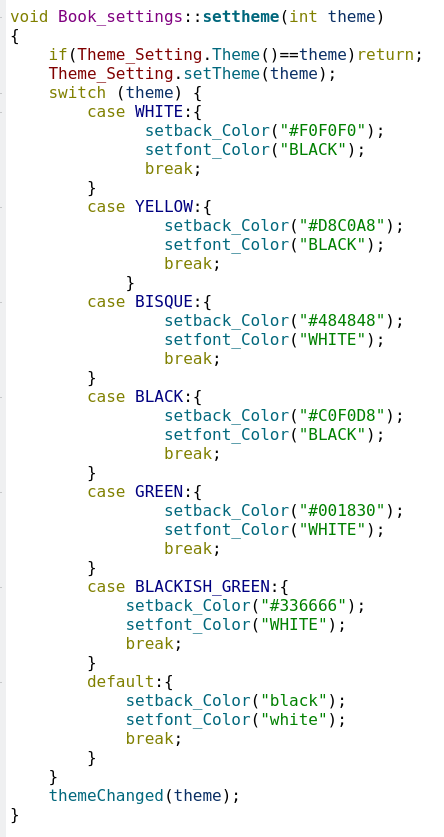 void Book_settings::settheme(int theme)
{
    if(Theme_Setting.Theme()==theme)return;
    Theme_Setting.setTheme(theme);
    switch (theme) {
        case WHITE:{
              setback_Color("#F0F0F0");
              setfont_Color("BLACK");
              break;
        }
        case YELLOW:{
                setback_Color("#D8C0A8");
                setfont_Color("BLACK");
                break;
            }
        case BISQUE:{
                setback_Color("#484848");
                setfont_Color("WHITE");
                break;
        }
        case BLACK:{
                setback_Color("#C0F0D8");
                setfont_Color("BLACK");
                break;
        }
        case GREEN:{
                setback_Color("#001830");
                setfont_Color("WHITE");
                break;
        }
        case BLACKISH_GREEN:{
            setback_Color("#336666");
            setfont_Color("WHITE");
            break;
        }
        default:{
            setback_Color("black");
            setfont_Color("white");
            break;
        }
    }
    themeChanged(theme);
}